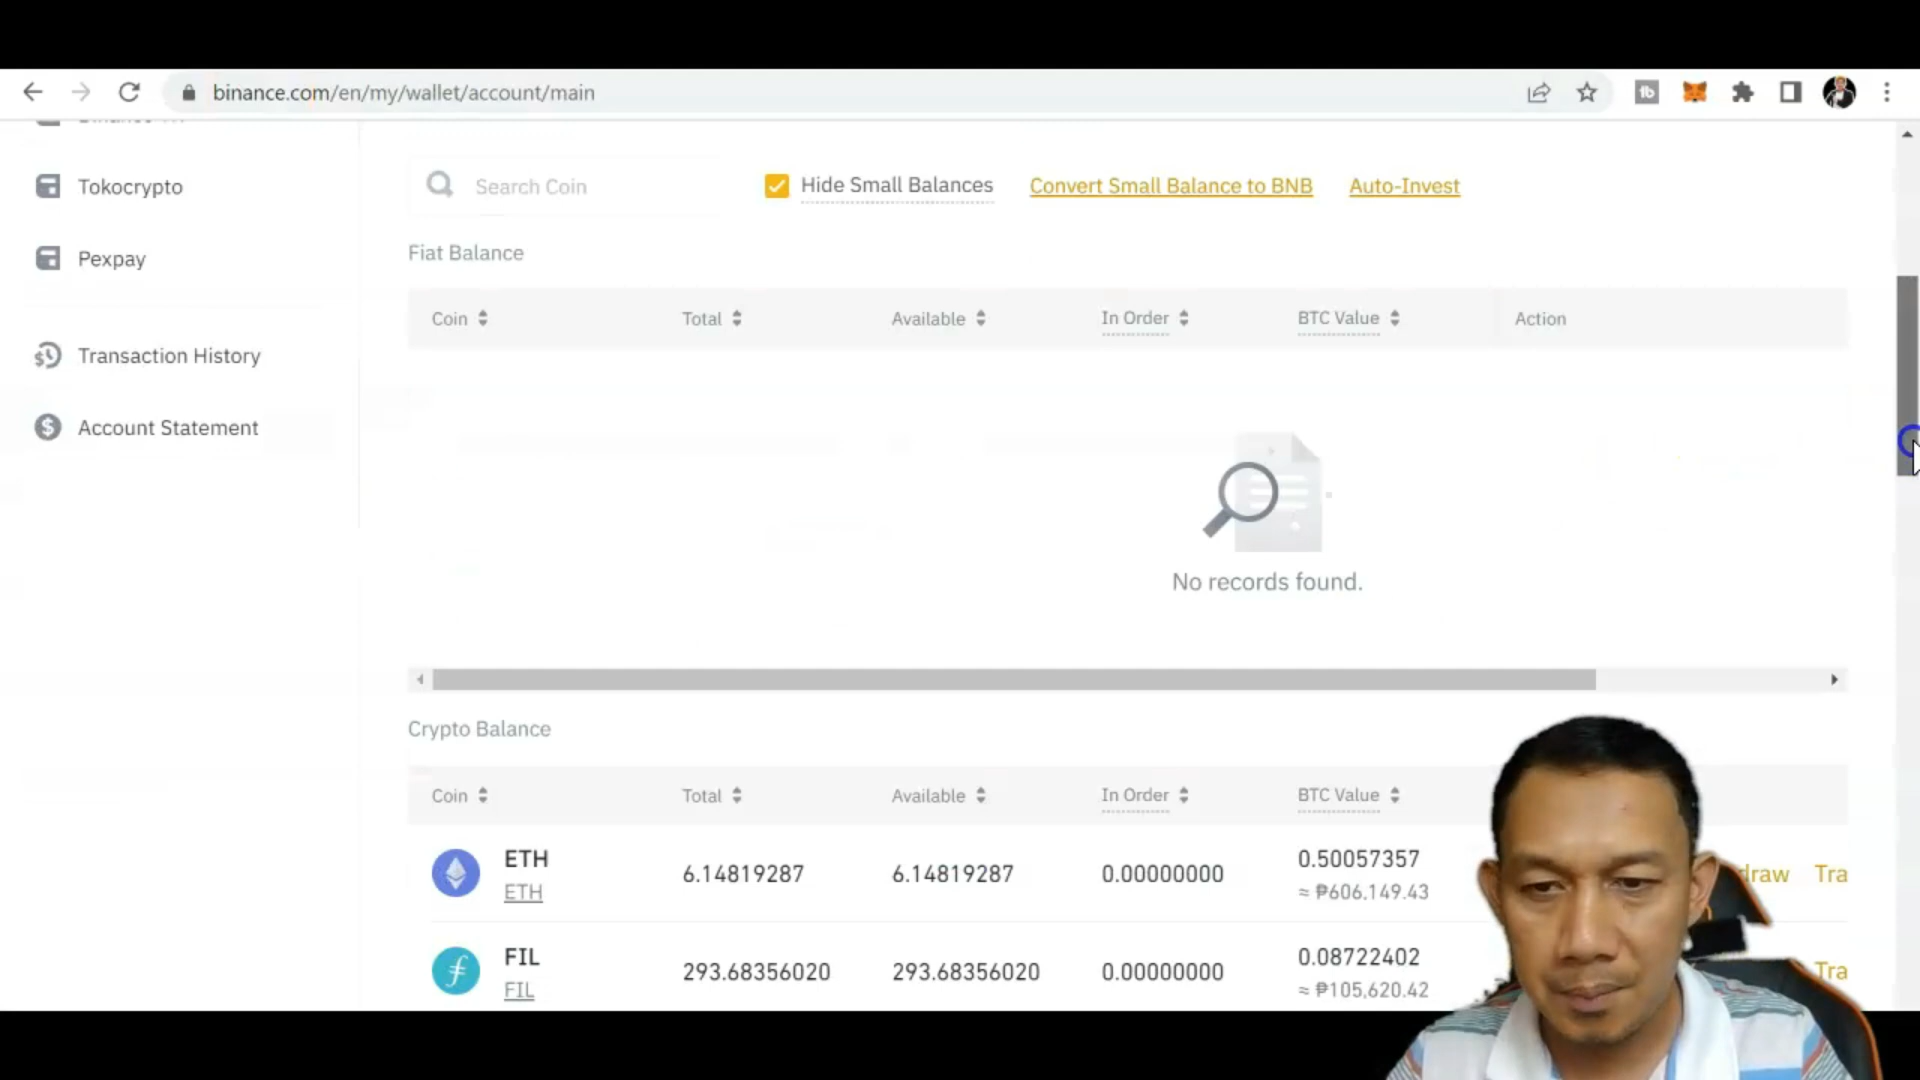 binance.com/en/my/wallet/account/main
Tokocrypto
Pexpay
Transaction History
Account Statement
Search Coin
Hide Small Balances
Convert Small Balance to BNB
Auto-Invest
Fiat Balance
Coin Total Available In Order BTC Value Action
No records found.
Crypto Balance
Coin Total Available In Order BTC Value
ETH 6.14819287 6.14819287 0.00000000 0.50057357
ETH ≈ ₱606,149.43
draw Tra
FIL 293.68356020 293.68356020 0.00000000 0.08722402
FIL ≈ ₱105,620.42
Tra